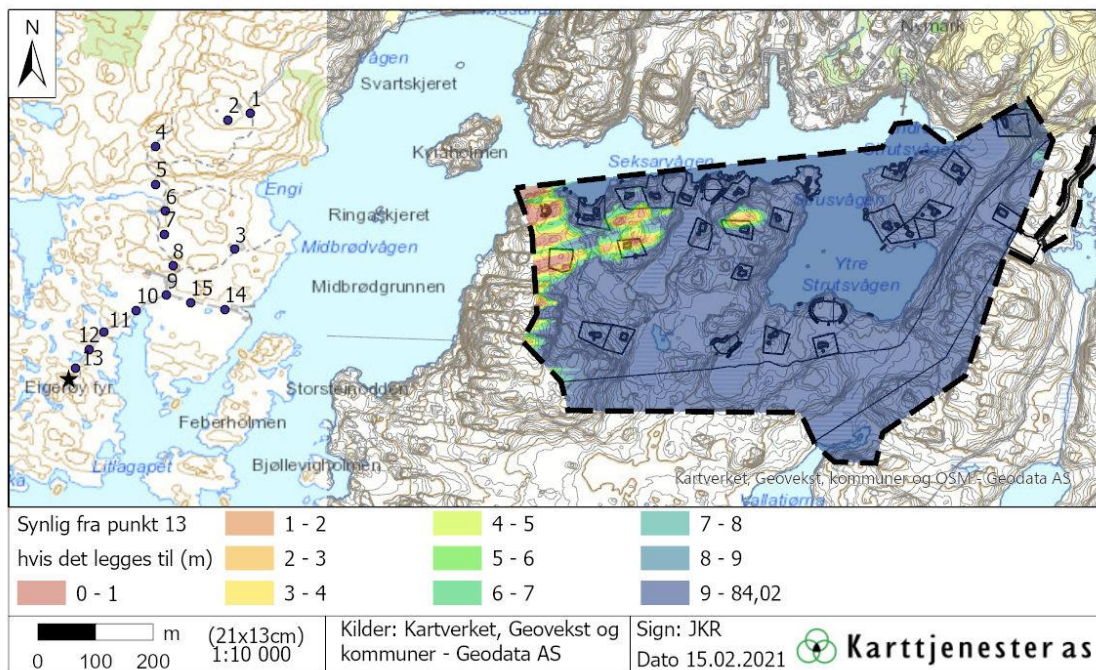 N
Vågen
Svartskjeret
Nymark
2 1
4
Kvaholmen
5
Seksarvågen
Strutsvågen
6
Engi
Strusvågen
Ringaskjeret
7
3
Midbrødvågen
8
Ytre
Strutsvågen
9
10
15
14
Midbrødgrunnen
11
12
13
Eigerøy fyr
Storsteinodden
Feberholmen
Litlagapet
Bjøllevigholmen
Kartverket, Geovekst, kommuner og OSM - Geodata AS
Synlig fra punkt 13
hvis det legges til (m)
0 - 1
1 - 2
2 - 3
3 - 4
4 - 5
5 - 6
6 - 7
7 - 8
8 - 9
9 - 84,02
0 100 200 m
(21x13cm)
1:10 000
Kilder: Kartverket, Geovekst og
kommuner - Geodata AS
Sign: JKR
Dato 15.02.2021
Karttjenester as